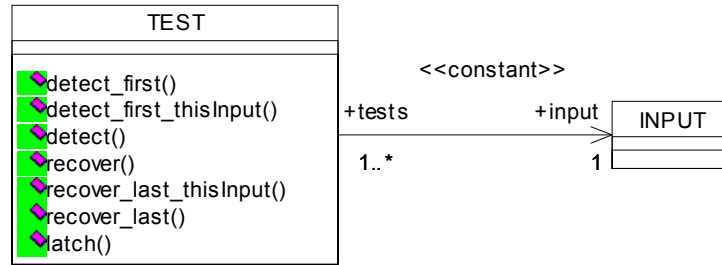 TEST
detect_first()
detect_first_thisInput()
detect()
recover()
recover_last_thisInput()
recover_last()
latch()
<<constant>>
+tests
+input
1..*
1
INPUT